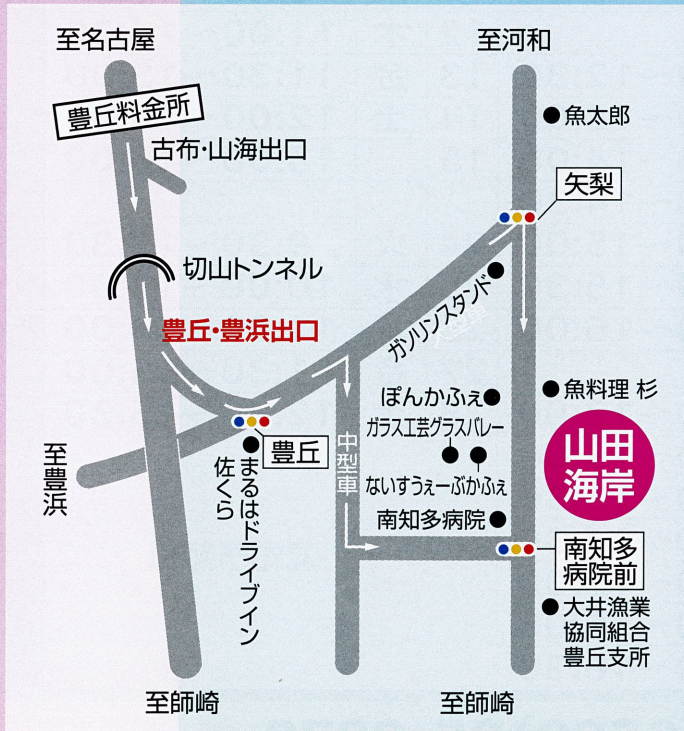 至名古屋
至河和
豊丘料金所
魚太郎
古布・山海出口
矢梨
切山トンネル
ガソリンスタンド
豊丘・豊浜出口
ぽんかふぇ
魚料理 杉
ガラス工芸グラスバレー
山田
海岸
至豊浜
豊丘
中型車
ないすうぇーぶかふぇ
まるはドライブイン
佐くら
南知多病院
南知多
病院前
大井漁業
協同組合
豊丘支所
至師崎
至師崎